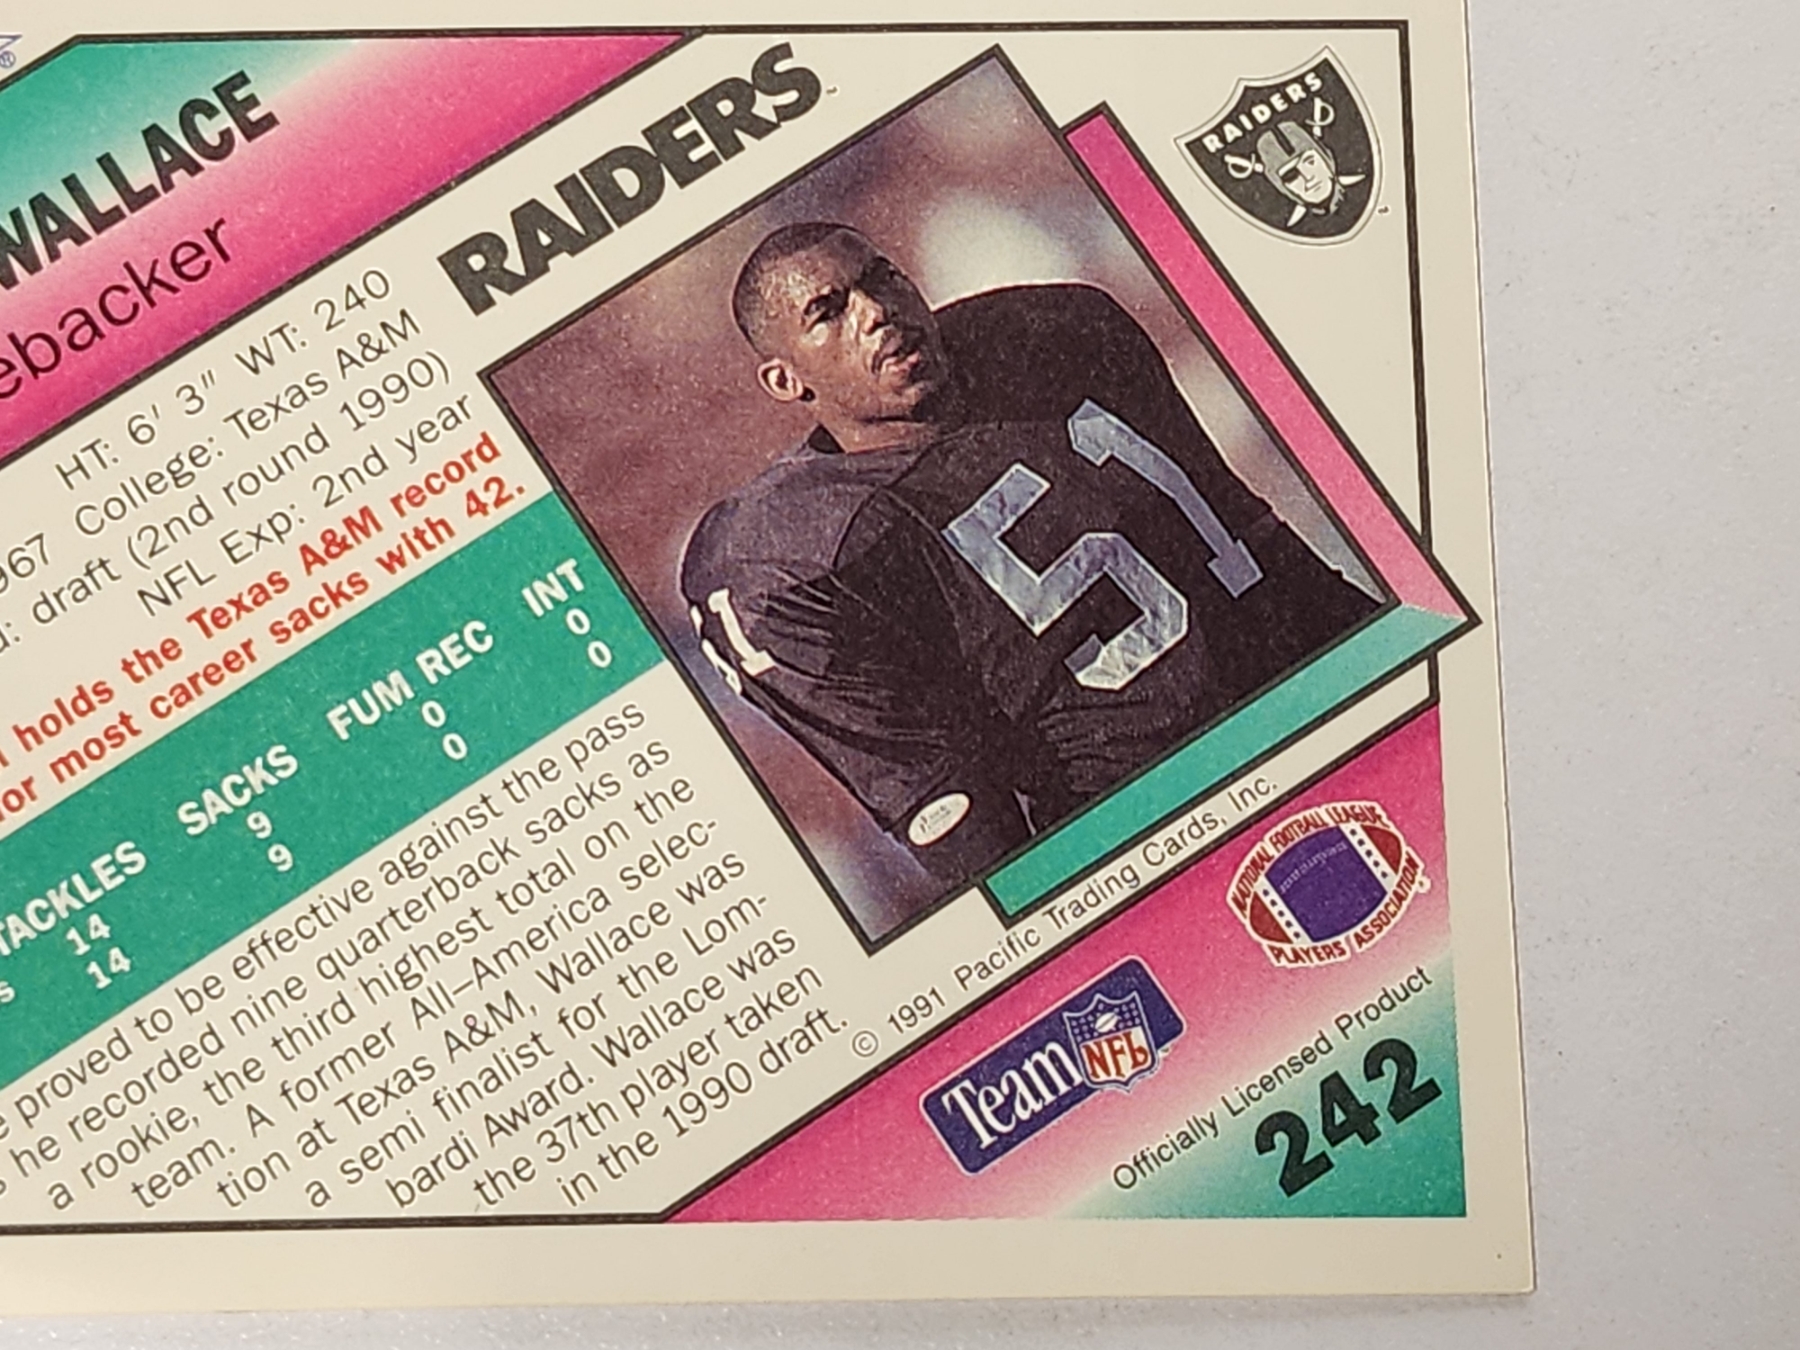 WALLACE
RAIDERS
RAIDERS
HT: 6' 3" WT: 240
College: Texas A&M
draft (2nd round 1990)
NFL Exp: 2nd year
holds the Texas A&M record
for most career sacks with 42.
TACKLES SACKS FUM REC INT
14 9 0 0
14 9 0 0
51
51
proved to be effective against the pass
he recorded nine quarterback sacks as
a rookie, the third highest total on the
team. A former All–America selec-
tion at Texas A&M, Wallace was
a semi finalist for the Lom-
bardi Award. Wallace was
the 37th player taken
in the 1990 draft.
© 1991 Pacific Trading Cards, Inc.
NATIONAL FOOTBALL LEAGUE
PLAYERS ASSOCIATION
Team NFL
Officially Licensed Product
242